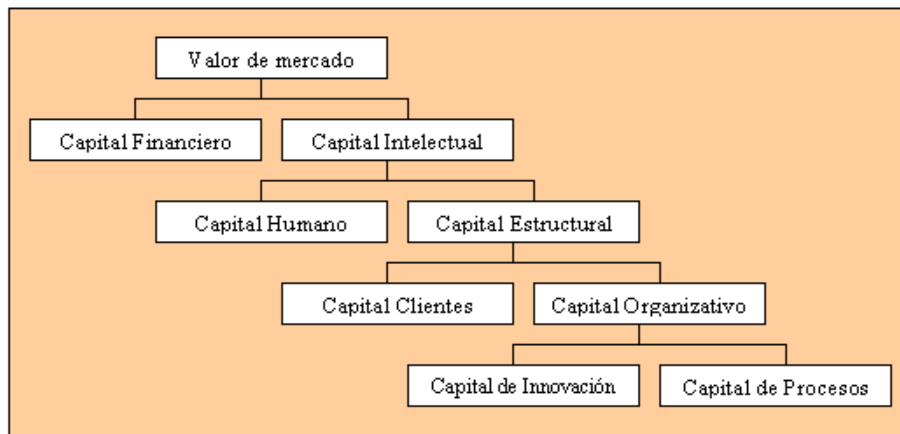 Valor de mercado
Capital Financiero
Capital Intelectual
Capital Humano
Capital Estructural
Capital Clientes
Capital Organizativo
Capital de Innovación
Capital de Procesos